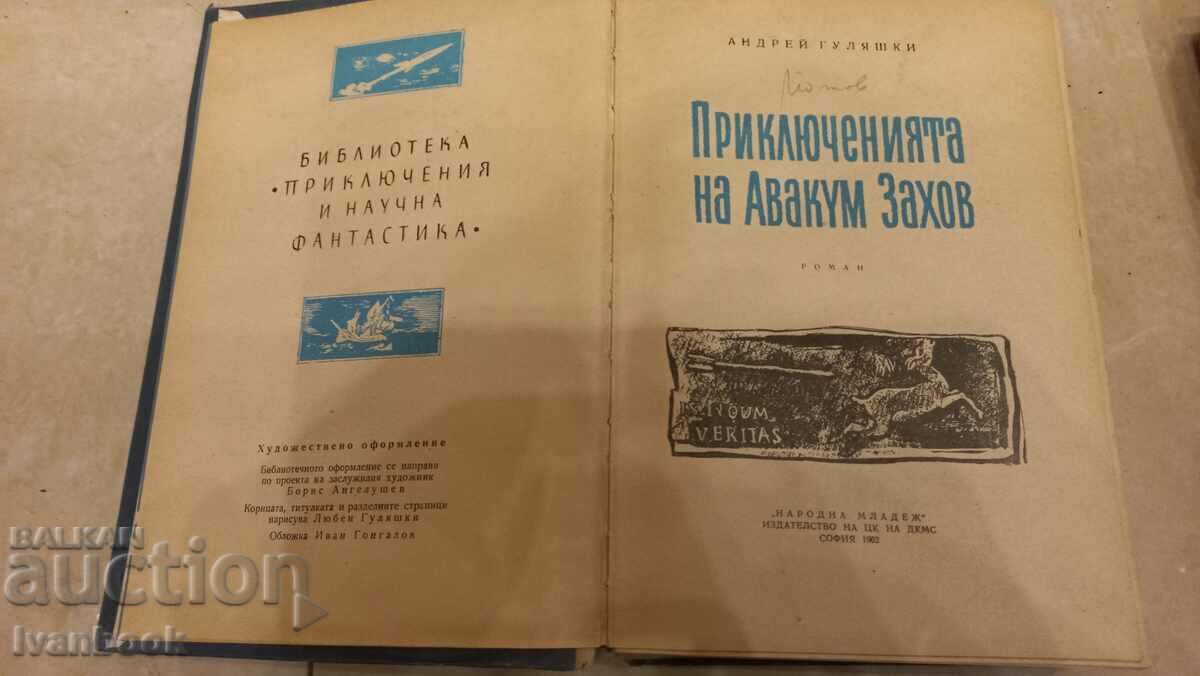 БИБЛИОТЕКА
•ПРИКЛЮЧЕНИЯ
И НАУЧНА
ФАНТАСТИКА•
Художествено оформление
Библиотечното оформление се направи
по проекта на заслужилия художник
Борис Ангелушев
Корицата, титулката и разделните страници
нарисува Любен Гуляшки
Обложка Иван Гонгалов
АНДРЕЙ ГУЛЯШКИ
Приключенията
на Авакум Захов
РОМАН
VERITAS
„НАРОДНА МЛАДЕЖ"
ИЗДАТЕЛСТВО НА ЦК НА ДКМС
СОФИЯ 1962
BALKAN
auction
Ivanbook